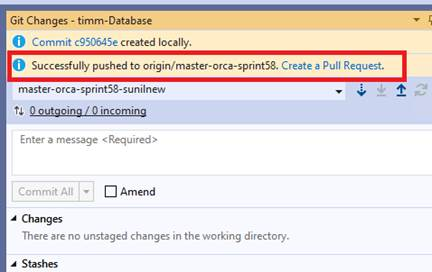 Git Changes - timm-Database
Commit c950645e created locally.
Successfully pushed to origin/master-orca-sprint58. Create a Pull Request.
master-orca-sprint58-sunilnew
0 outgoing / 0 incoming
Enter a message <Required>
Commit All Amend
Changes
There are no unstaged changes in the working directory.
Stashes